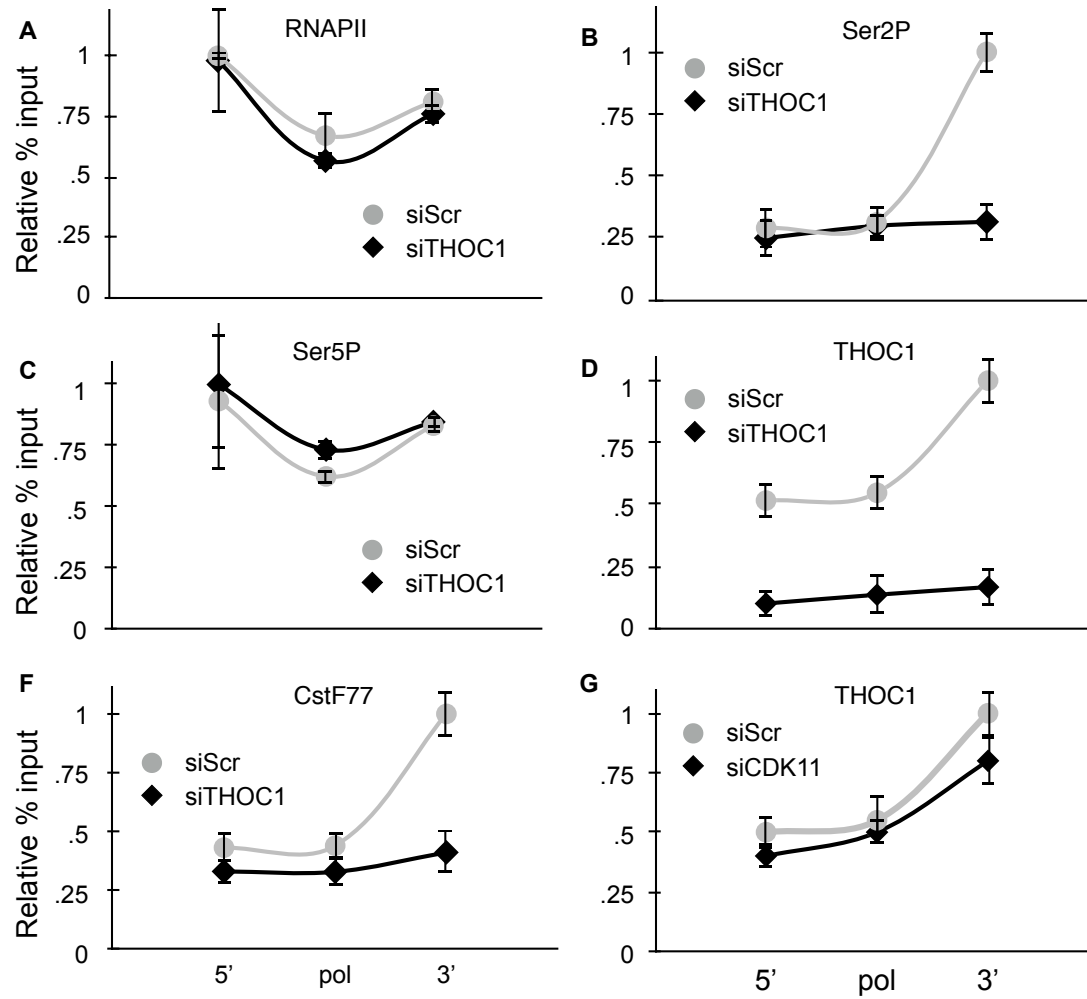 A
RNAPII
Relative % input
1
.75
.5
.25
0
siScr
siTHOC1
B
Ser2P
1
.75
.5
.25
0
siScr
siTHOC1
C
Ser5P
Relative % input
1
.75
.5
.25
0
siScr
siTHOC1
D
THOC1
1
.75
.5
.25
0
siScr
siTHOC1
F
CstF77
Relative % input
1
.75
.5
.25
0
siScr
siTHOC1
5’ pol 3’
G
THOC1
1
.75
.5
.25
0
siScr
siCDK11
5’ pol 3’